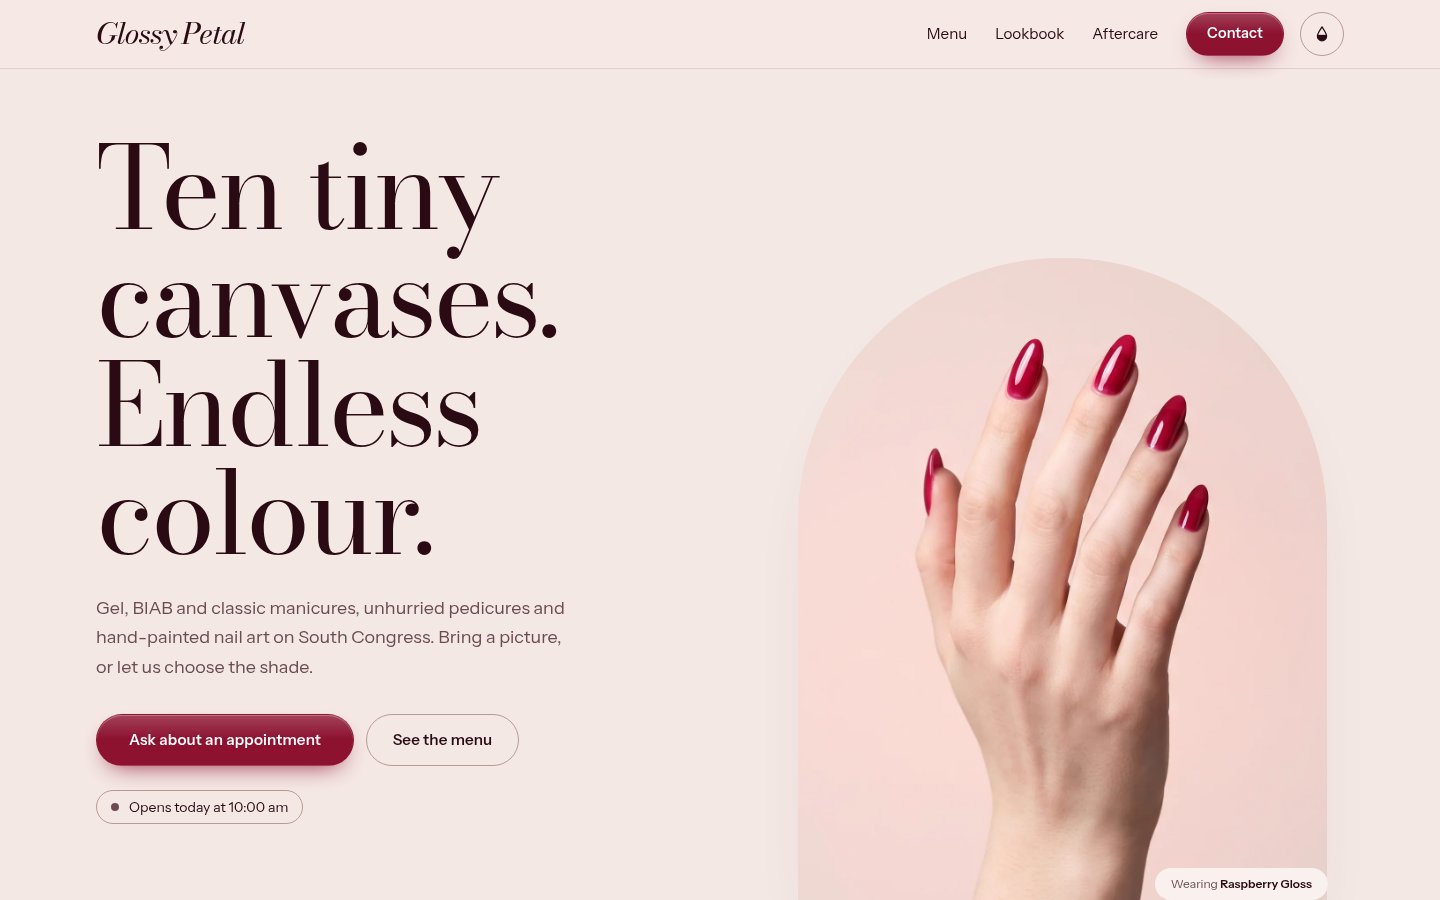 Glossy Petal
Menu
Lookbook
Aftercare
Contact
Ten tiny
canvases.
Endless
colour.
Gel, BIAB and classic manicures, unhurried pedicures and
hand-painted nail art on South Congress. Bring a picture,
or let us choose the shade.
Ask about an appointment
See the menu
Opens today at 10:00 am
Wearing Raspberry Gloss